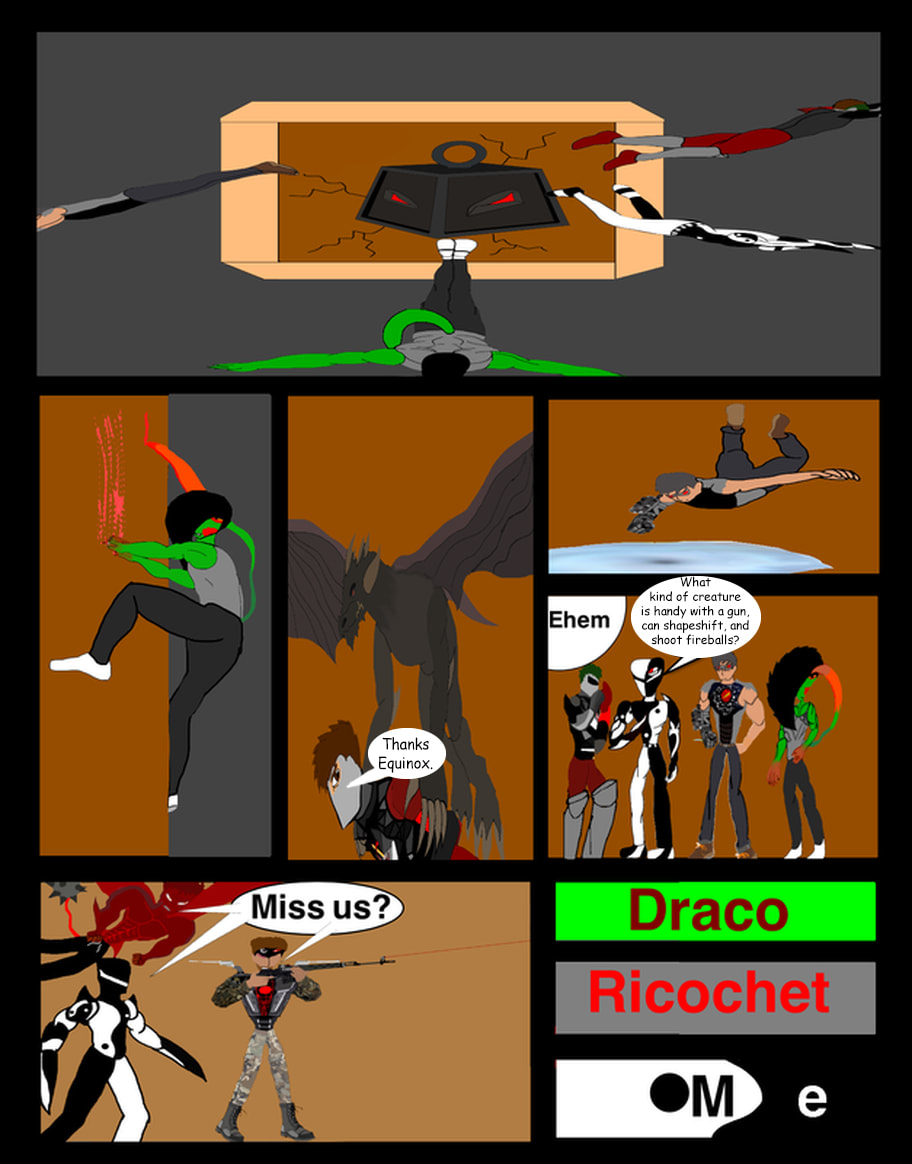 Ehem
What
kind of creature
is handy with a gun,
can shapeshift, and
shoot fireballs?
Thanks
Equinox.
Miss us?
Draco
Ricochet
M e